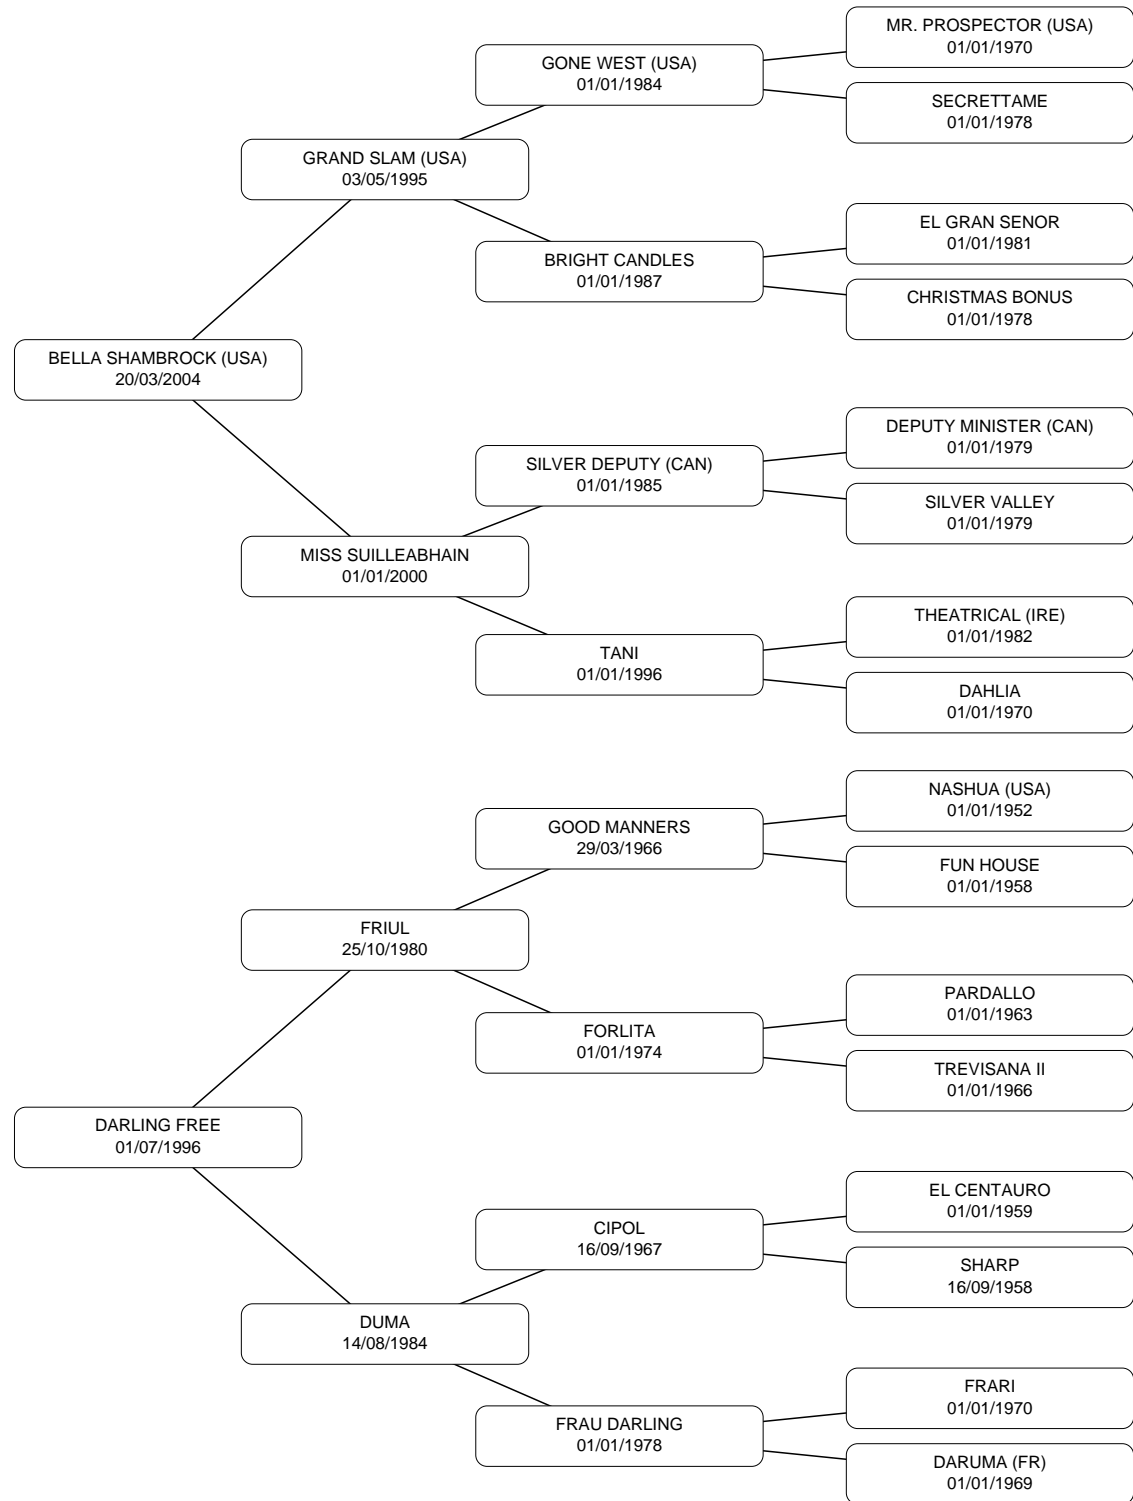 MR. PROSPECTOR (USA)
01/01/1970
GONE WEST (USA)
01/01/1984
SECRETTAME
01/01/1978
GRAND SLAM (USA)
03/05/1995
EL GRAN SENOR
01/01/1981
BRIGHT CANDLES
01/01/1987
CHRISTMAS BONUS
01/01/1978
BELLA SHAMBROCK (USA)
20/03/2004
DEPUTY MINISTER (CAN)
01/01/1979
SILVER DEPUTY (CAN)
01/01/1985
SILVER VALLEY
01/01/1979
MISS SUILLEABHAIN
01/01/2000
THEATRICAL (IRE)
01/01/1982
TANI
01/01/1996
DAHLIA
01/01/1970
NASHUA (USA)
01/01/1952
GOOD MANNERS
29/03/1966
FUN HOUSE
01/01/1958
FRIUL
25/10/1980
PARDALLO
01/01/1963
FORLITA
01/01/1974
TREVISANA II
01/01/1966
DARLING FREE
01/07/1996
EL CENTAURO
01/01/1959
CIPOL
16/09/1967
SHARP
16/09/1958
DUMA
14/08/1984
FRARI
01/01/1970
FRAU DARLING
01/01/1978
DARUMA (FR)
01/01/1969